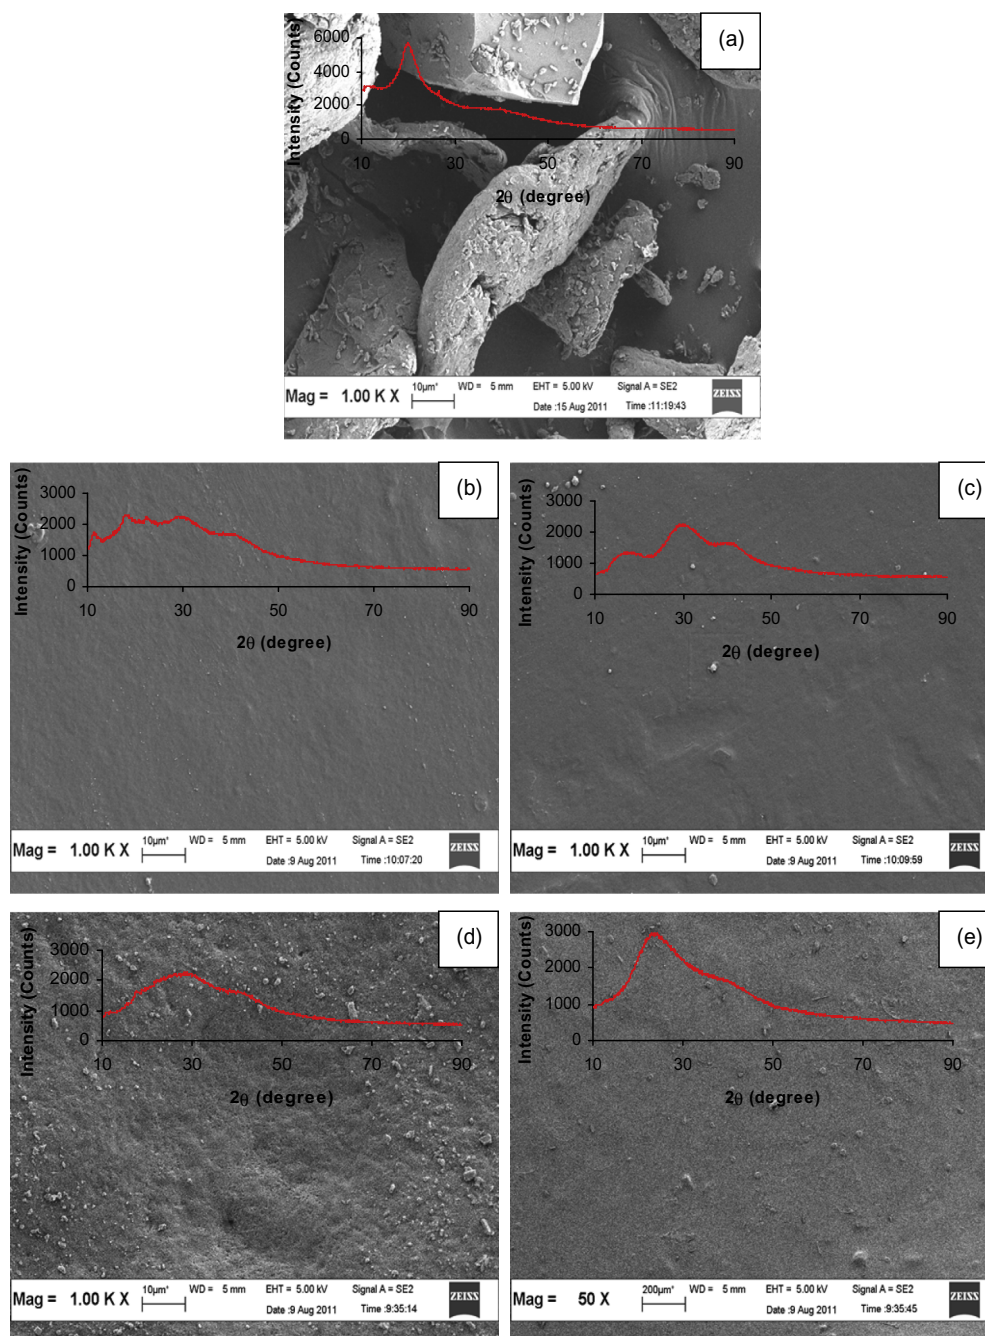 (a)
6000
4000
2000
0
Intensity (Counts)
10 30 50 70 90
2θ (degree)
Mag = 1.00 K X 10µm* WD = 5 mm EHT = 5.00 kV Signal A = SE2 ZEISS
Date :15 Aug 2011 Time :11:19:43
(b)
3000
2000
1000
0
Intensity (Counts)
10 30 50 70 90
2θ (degree)
Mag = 1.00 K X 10µm* WD = 5 mm EHT = 5.00 kV Signal A = SE2 ZEISS
Date :9 Aug 2011 Time :10:07:20
(c)
3000
2000
1000
0
Intensity (Counts)
10 30 50 70 90
2θ (degree)
Mag = 1.00 K X 10µm* WD = 5 mm EHT = 5.00 kV Signal A = SE2 ZEISS
Date :9 Aug 2011 Time :10:09:59
(d)
3000
2000
1000
0
Intensity (Counts)
10 30 50 70 90
2θ (degree)
Mag = 1.00 K X 10µm* WD = 5 mm EHT = 5.00 kV Signal A = SE2 ZEISS
Date :9 Aug 2011 Time :9:35:14
(e)
3000
2000
1000
0
Intensity (Counts)
10 30 50 70 90
2θ (degree)
Mag = 50 X 200µm* WD = 5 mm EHT = 5.00 kV Signal A = SE2 ZEISS
Date :9 Aug 2011 Time :9:35:45